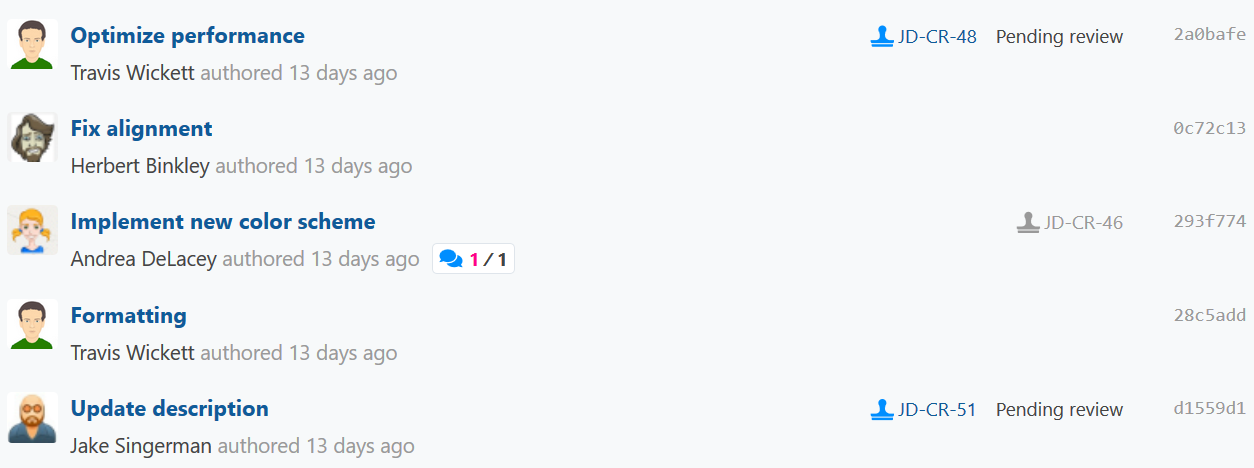 Optimize performance JD-CR-48 Pending review 2a0bafe
Travis Wickett authored 13 days ago
Fix alignment 0c72c13
Herbert Binkley authored 13 days ago
Implement new color scheme JD-CR-46 293f774
Andrea DeLacey authored 13 days ago 1 / 1
Formatting 28c5add
Travis Wickett authored 13 days ago
Update description JD-CR-51 Pending review d1559d1
Jake Singerman authored 13 days ago